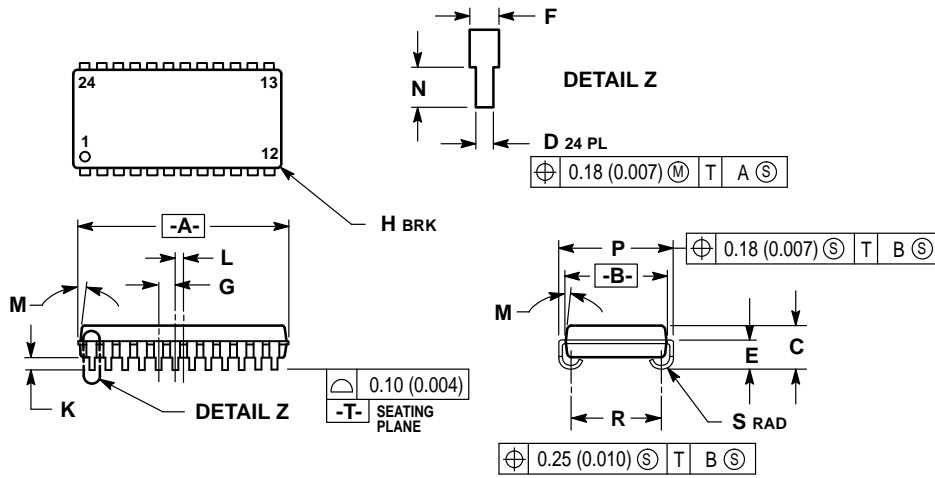 F
24 13
N
DETAIL Z
1
12
D 24 PL
⌖ 0.18 (0.007) Ⓜ T A Ⓢ
H BRK
-A-
P
⌖ 0.18 (0.007) Ⓢ T B Ⓢ
L
-B-
G
M
M
E
C
K
DETAIL Z
⌓ 0.10 (0.004)
-T- SEATING
PLANE
R
S RAD
⌖ 0.25 (0.010) Ⓢ T B Ⓢ